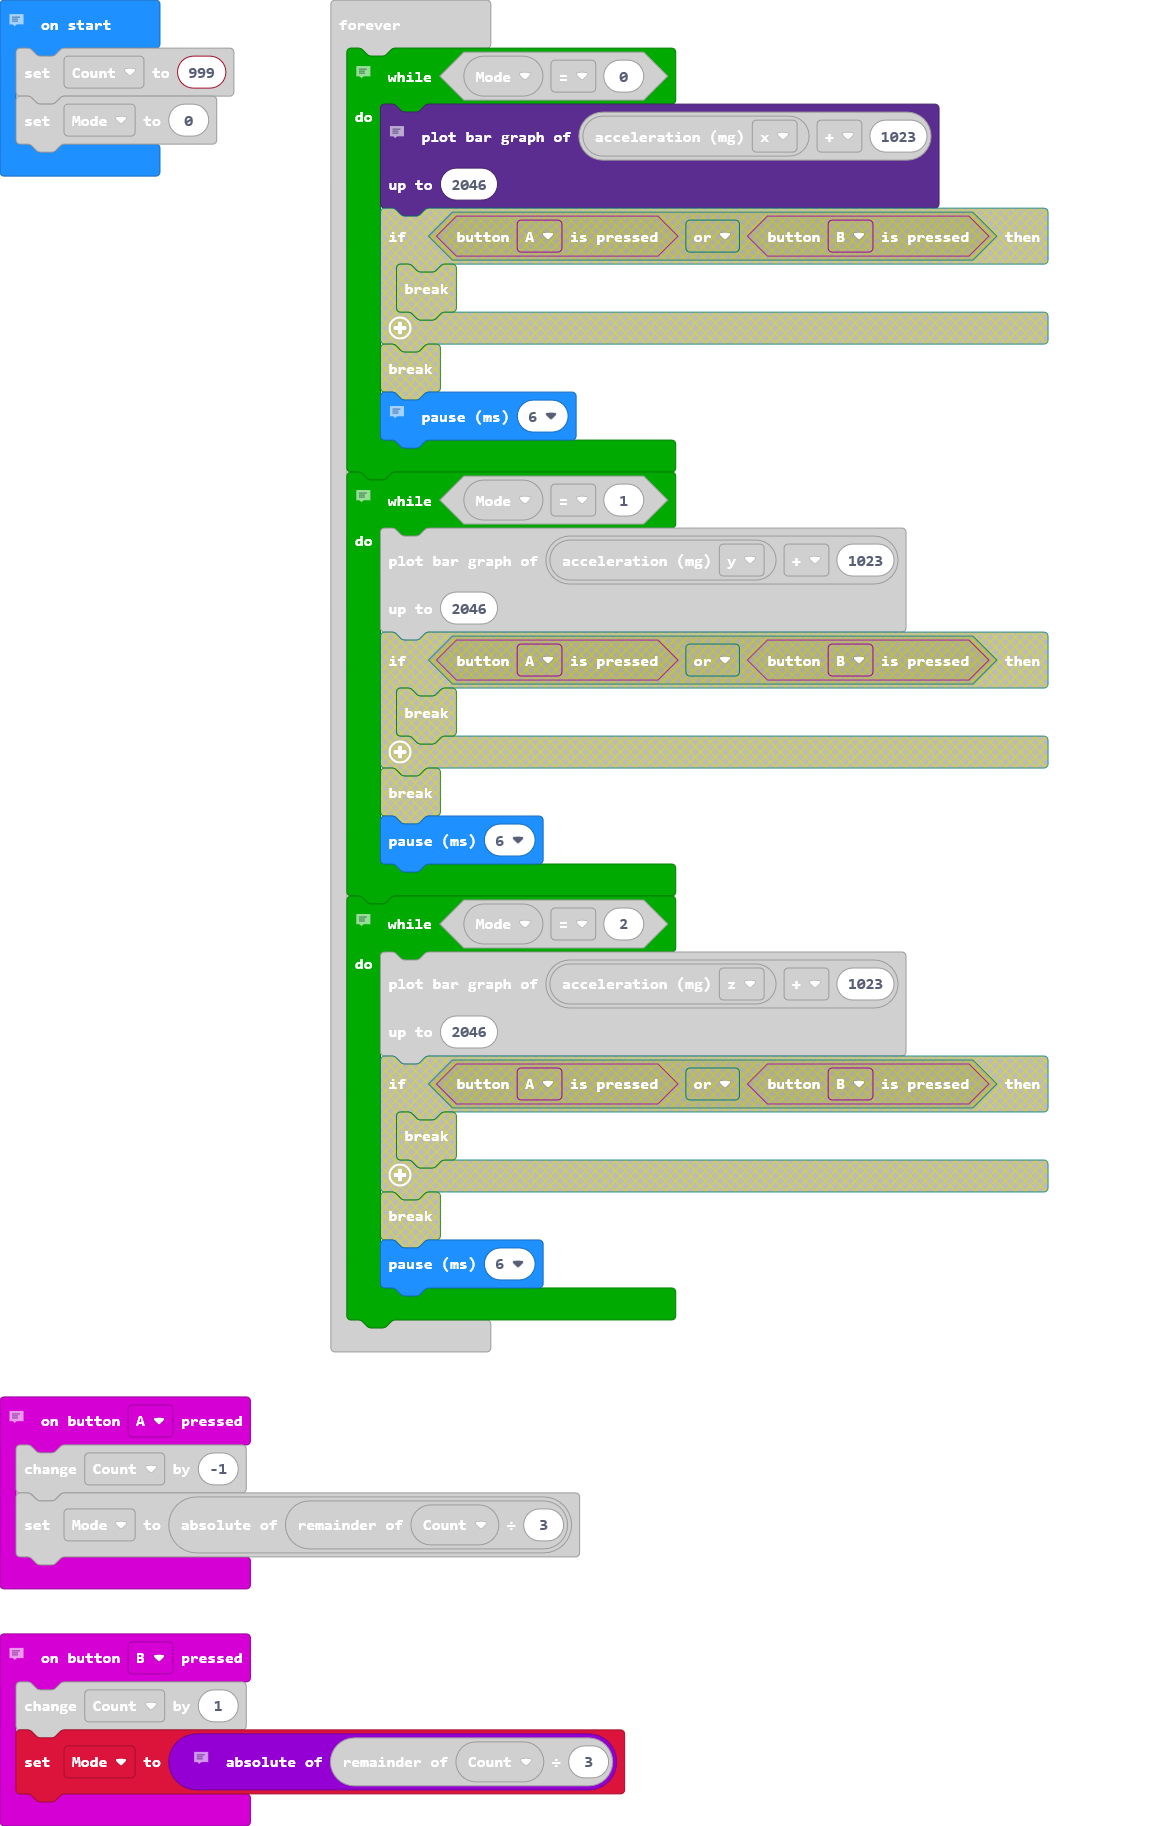 on start
set Count to 999
set Mode to 0
forever
while Mode = 0
do
plot bar graph of acceleration (mg) x + 1023
up to 2046
if button A is pressed or button B is pressed then
break
break
pause (ms) 6
while Mode = 1
do
plot bar graph of acceleration (mg) y + 1023
up to 2046
if button A is pressed or button B is pressed then
break
break
pause (ms) 6
while Mode = 2
do
plot bar graph of acceleration (mg) z + 1023
up to 2046
if button A is pressed or button B is pressed then
break
break
pause (ms) 6
on button A pressed
change Count by -1
set Mode to absolute of remainder of Count ÷ 3
on button B pressed
change Count by 1
set Mode to absolute of remainder of Count ÷ 3